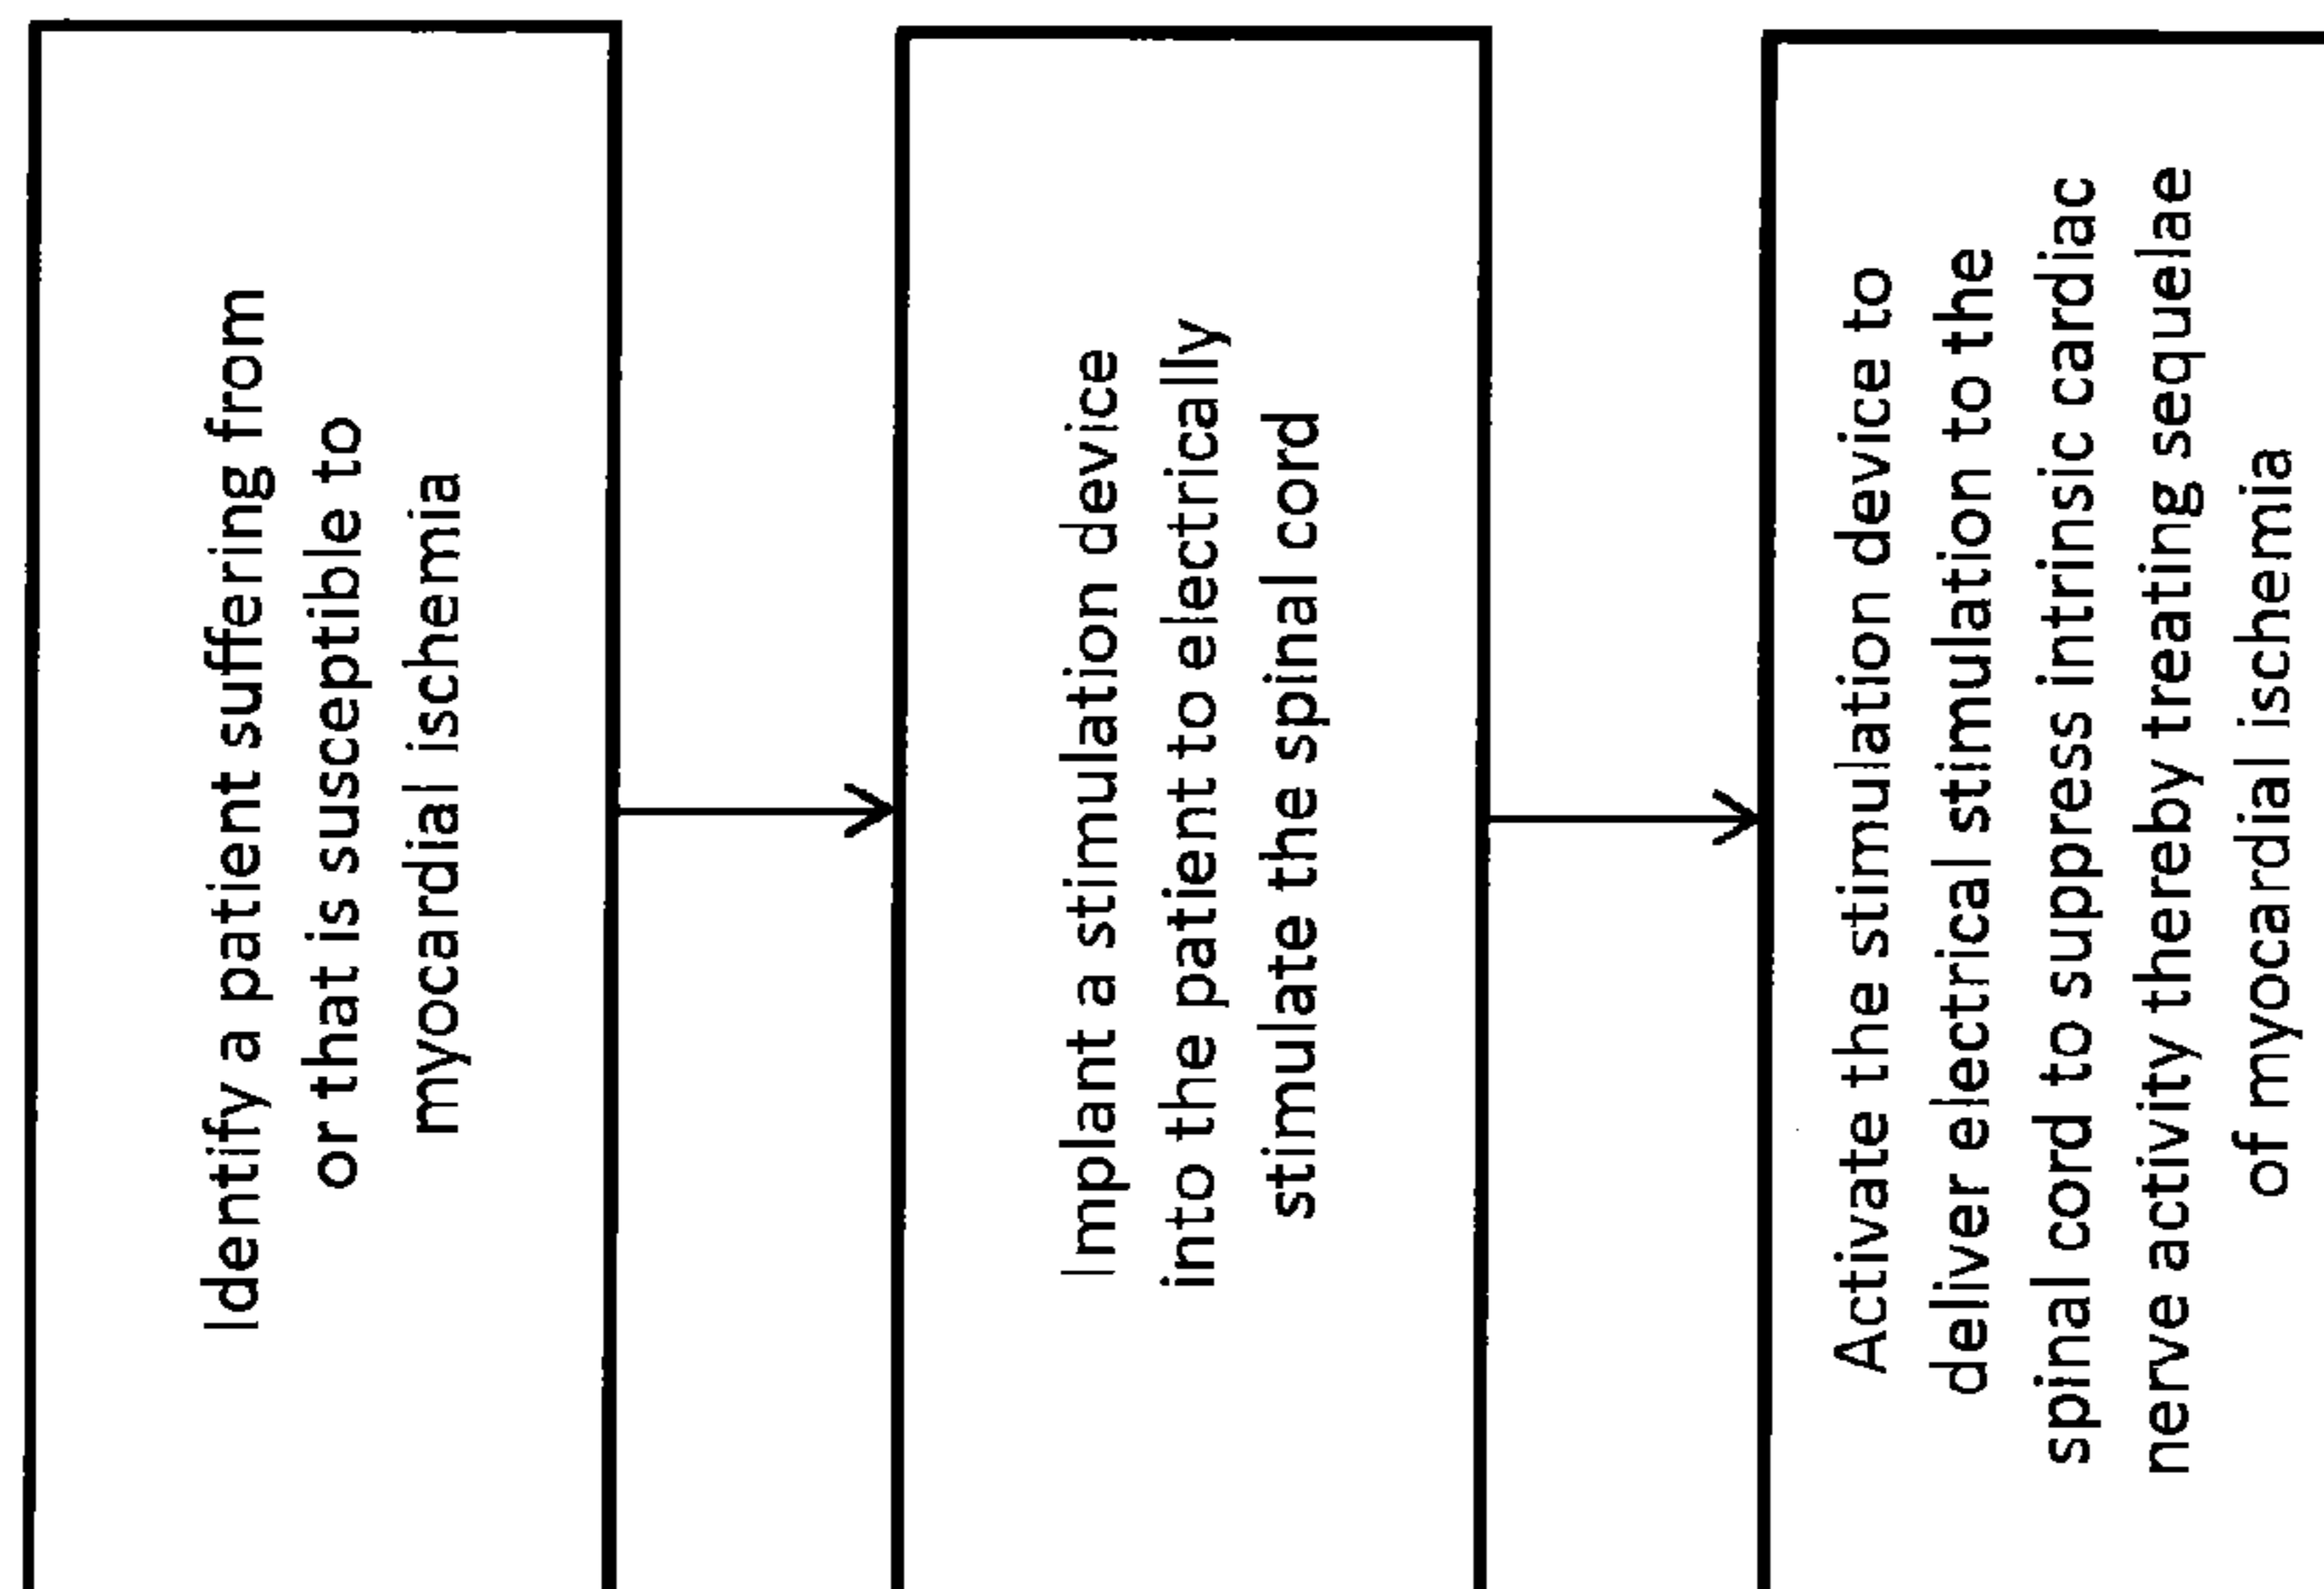 Identify a patient suffering from
or that is susceptible to
myocardial ischemia
Implant a stimulation device
into the patient to electrically
stimulate the spinal cord
Activate the stimulation device to
deliver electrical stimulation to the
spinal cord to suppress intrinsic cardiac
nerve activity thereby treating sequelae
of myocardial ischemia